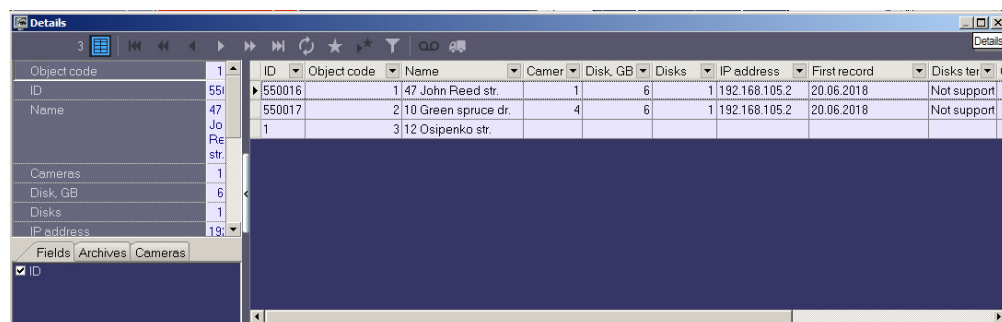 Details
3
Details
Object code 1
ID 550
Name 47
Jo
Re
str.
Cameras 1
Disk, GB 6
Disks 1
IP address 19
Fields Archives Cameras
ID
ID Object code Name Camer Disk, GB Disks IP address First record Disks ter
550016 1 47 John Reed str. 1 6 1 192.168.105.2 20.06.2018 Not support
550017 2 10 Green spruce dr. 4 6 1 192.168.105.2 20.06.2018 Not support
1 3 12 Osipenko str.